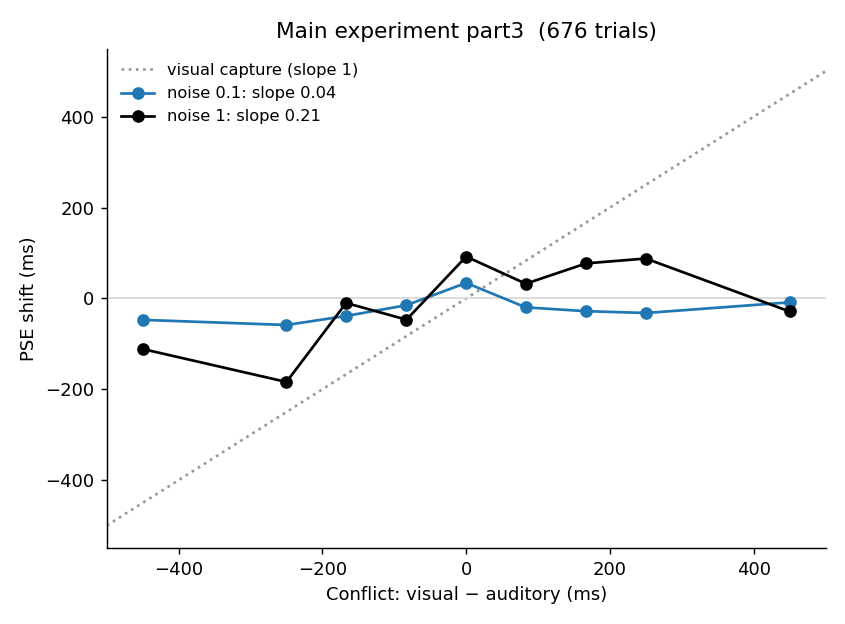 Main experiment part3  (676 trials)
visual capture (slope 1)
noise 0.1: slope 0.04
noise 1: slope 0.21
400
200
0
−200
−400
PSE shift (ms)
−400 −200 0 200 400
Conflict: visual − auditory (ms)